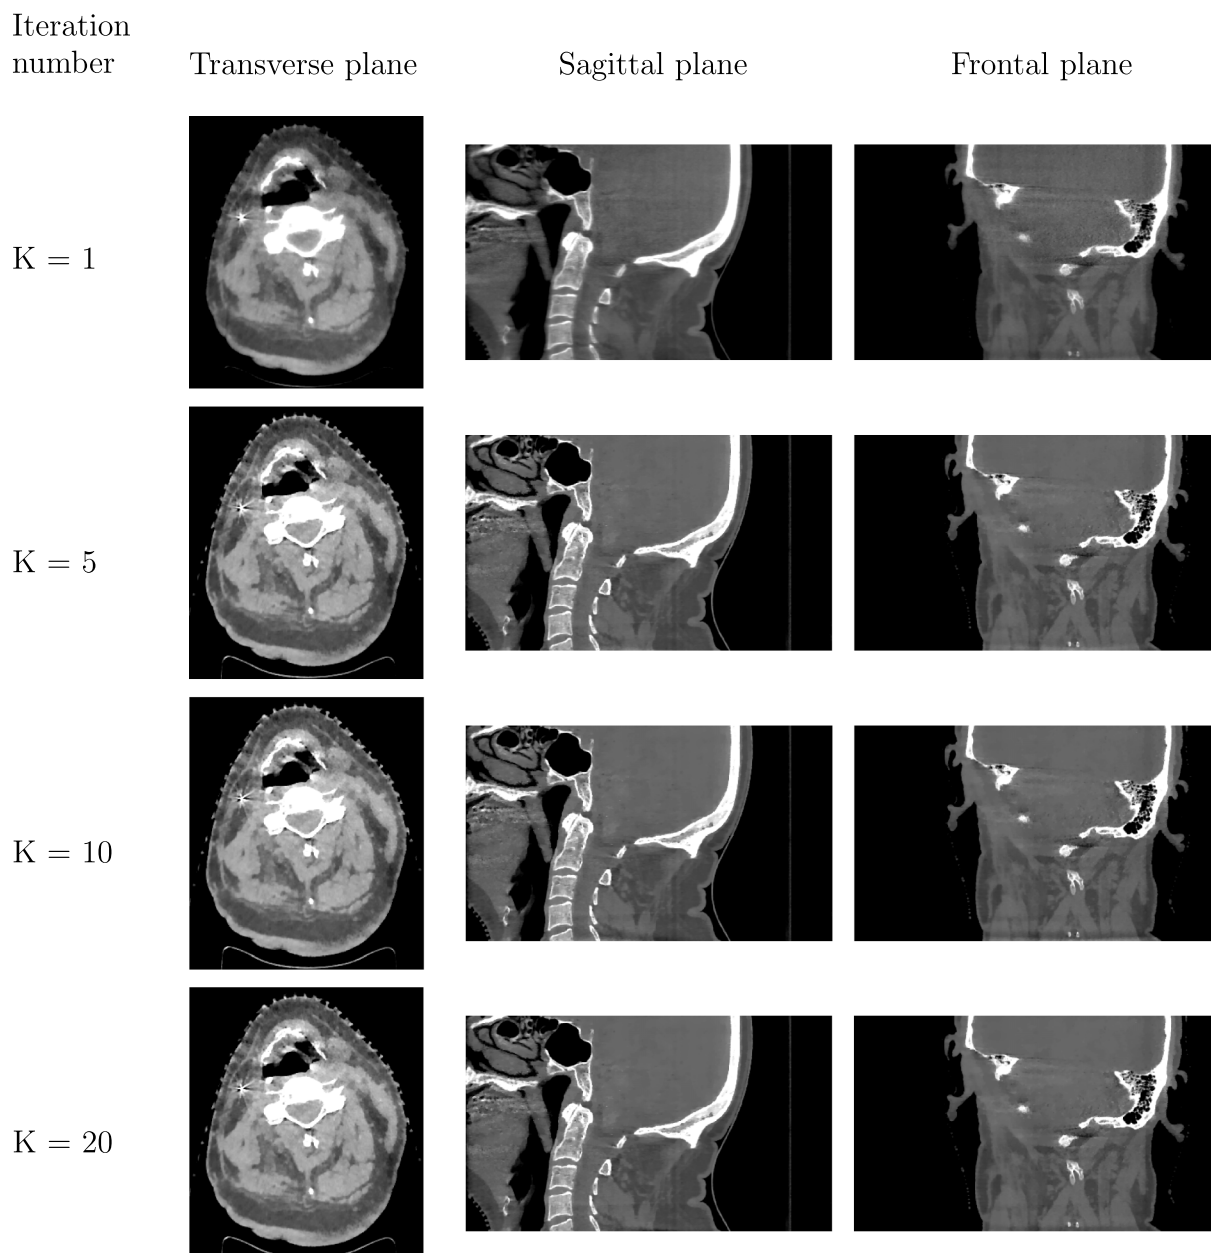 Iteration
number
Transverse plane
Sagittal plane
Frontal plane
K = 1
K = 5
K = 10
K = 20